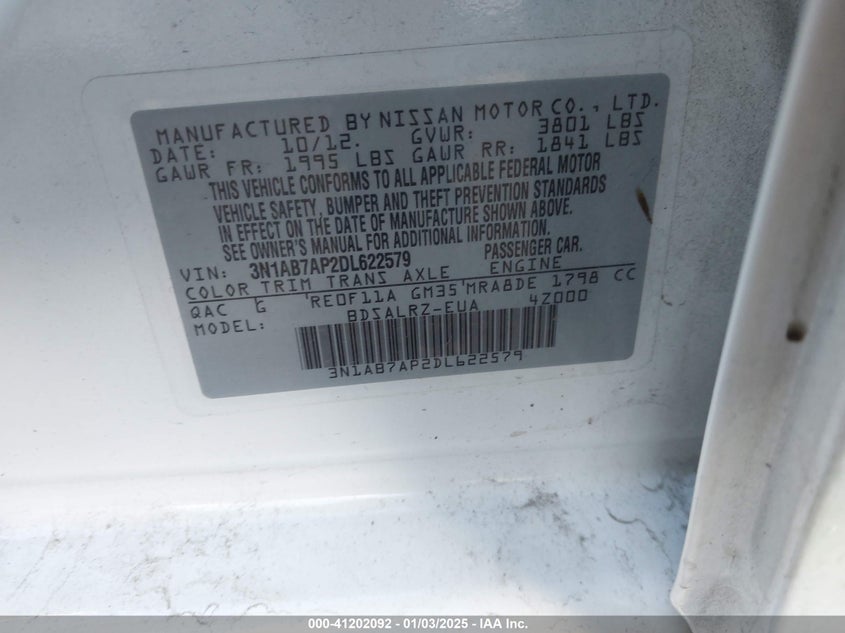 MANUFACTURED BY NISSAN MOTOR CO., LTD.
DATE: 10/12. GVWR: 3801 LBS
GAWR FR: 1995 LBS GAWR RR: 1841 LBS
THIS VEHICLE CONFORMS TO ALL APPLICABLE FEDERAL MOTOR
VEHICLE SAFETY, BUMPER AND THEFT PREVENTION STANDARDS
IN EFFECT ON THE DATE OF MANUFACTURE SHOWN ABOVE.
SEE OWNER'S MANUAL FOR ADDITIONAL INFORMATION.
VIN: 3N1AB7AP2DL622579 PASSENGER CAR.
COLOR TRIM TRANS AXLE ENGINE
QAC G RE0F11A GM35 MRA8DE 1798 CC
MODEL: BDSALRZ-EUA 4Z000
3N1AB7AP2DL622579
000-41202092 - 01/03/2025 - IAA, Inc.